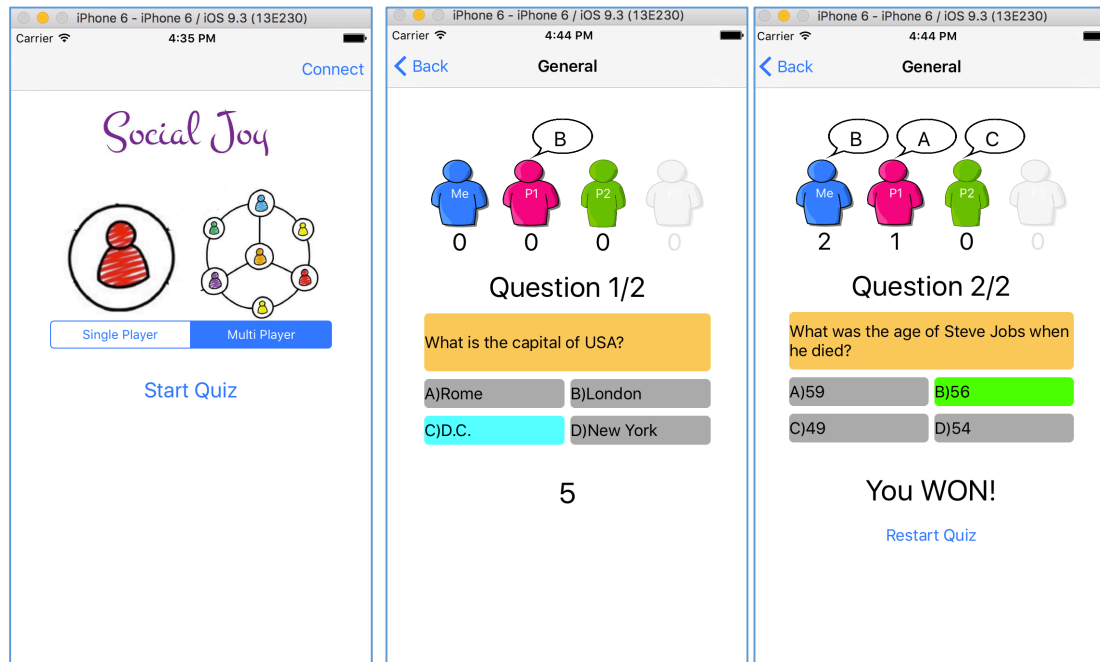 iPhone 6 - iPhone 6 / iOS 9.3 (13E230)
Carrier
4:35 PM
Connect
Social Joy
Single Player
Multi Player
Start Quiz
iPhone 6 - iPhone 6 / iOS 9.3 (13E230)
Carrier
4:44 PM
Back
General
B
Me
P1
P2
0
0
0
0
Question 1/2
What is the capital of USA?
A)Rome
B)London
C)D.C.
D)New York
5
iPhone 6 - iPhone 6 / iOS 9.3 (13E230)
Carrier
4:44 PM
Back
General
B
A
C
Me
P1
P2
2
1
0
0
Question 2/2
What was the age of Steve Jobs when
he died?
A)59
B)56
C)49
D)54
You WON!
Restart Quiz